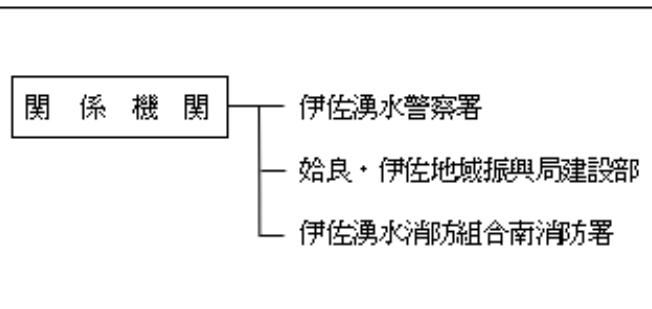 関係機関
伊佐湧水警察署
姶良・伊佐地域振興局建設部
伊佐湧水消防組合南消防署